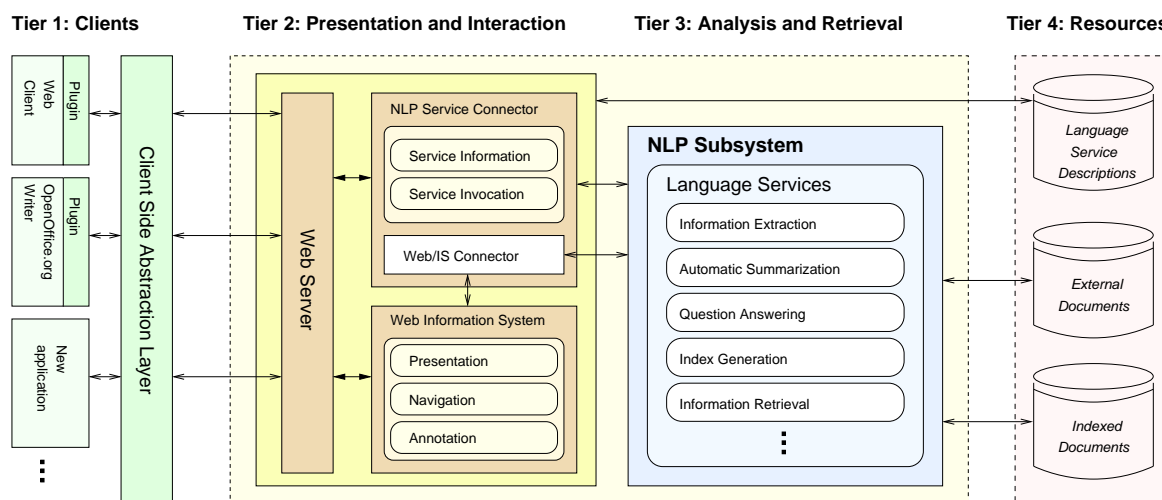 Tier 1: Clients
Tier 2: Presentation and Interaction
Tier 3: Analysis and Retrieval
Tier 4: Resources
Web
Client
Plugin
OpenOffice.org
Writer
Plugin
New
application
...
Client Side Abstraction Layer
Web Server
NLP Service Connector
Service Information
Service Invocation
Web/IS Connector
Web Information System
Presentation
Navigation
Annotation
NLP Subsystem
Language Services
Information Extraction
Automatic Summarization
Question Answering
Index Generation
Information Retrieval
...
Language
Service
Descriptions
External
Documents
Indexed
Documents